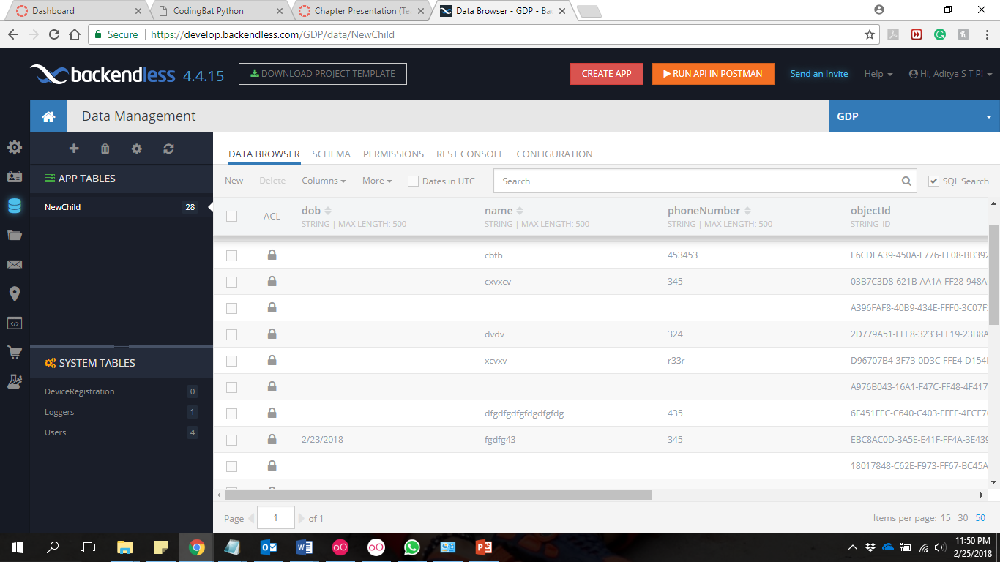 Dashboard
CodingBat Python
Chapter Presentation (Te
Data Browser - GDP - Ba
Secure
https://develop.backendless.com/GDP/data/NewChild
backendless 4.4.15
DOWNLOAD PROJECT TEMPLATE
CREATE APP
RUN API IN POSTMAN
Send an Invite
Help
Hi, Aditya S T P!
Data Management
GDP
DATA BROWSER
SCHEMA
PERMISSIONS
REST CONSOLE
CONFIGURATION
APP TABLES
NewChild 28
SYSTEM TABLES
DeviceRegistration 0
Loggers 1
Users 4
New
Delete
Columns
More
Dates in UTC
Search
SQL Search
ACL
dob
STRING | MAX LENGTH: 500
name
STRING | MAX LENGTH: 500
phoneNumber
STRING | MAX LENGTH: 500
objectId
STRING_ID
cbfb 453453 E6CDEA39-450A-F776-FF08-BB392
cxvxcv 345 03B7C3D8-621B-AA1A-FF28-948A
A396FAF8-40B9-434E-FFF0-3C07F
dvdv 324 2D779A51-EFE8-3233-FF19-23B8A
xcvxv r33r D96707B4-3F73-0D3C-FFE4-D154
A976B043-16A1-F47C-FF48-4F417
dfgdfgdfgfdgdfgfdg 435 6F451FEC-C640-C403-FFEF-4ECE7
2/23/2018 fgdfg43 345 EBC8AC0D-3A5E-E41F-FF4A-3E439
18017848-C62E-F973-FF67-BC45A
Page 1 of 1
Items per page: 15 30 50
11:50 PM
2/25/2018